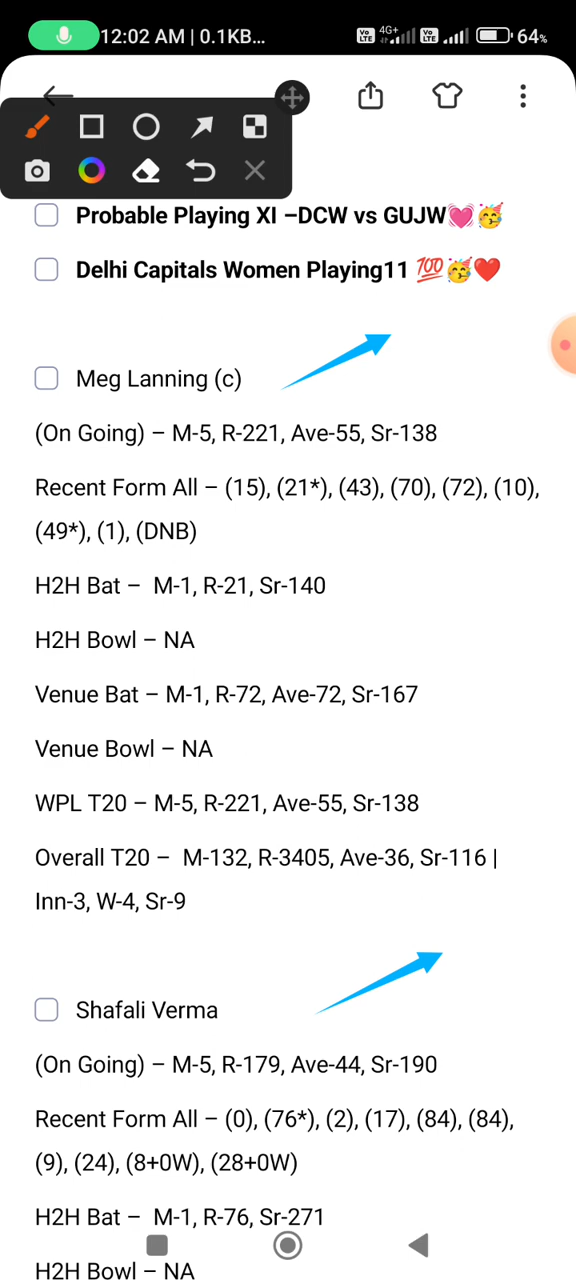 12:02 AM | 0.1KB... Vo LTE 4G+ Vo LTE 64%
Probable Playing XI –DCW vs GUJW💓🥳
Delhi Capitals Women Playing11 💯🥳❤️
Meg Lanning (c)
(On Going) – M-5, R-221, Ave-55, Sr-138
Recent Form All – (15), (21*), (43), (70), (72), (10),
(49*), (1), (DNB)
H2H Bat – M-1, R-21, Sr-140
H2H Bowl – NA
Venue Bat – M-1, R-72, Ave-72, Sr-167
Venue Bowl – NA
WPL T20 – M-5, R-221, Ave-55, Sr-138
Overall T20 – M-132, R-3405, Ave-36, Sr-116 |
Inn-3, W-4, Sr-9
Shafali Verma
(On Going) – M-5, R-179, Ave-44, Sr-190
Recent Form All – (0), (76*), (2), (17), (84), (84),
(9), (24), (8+0W), (28+0W)
H2H Bat – M-1, R-76, Sr-271
H2H Bowl – NA